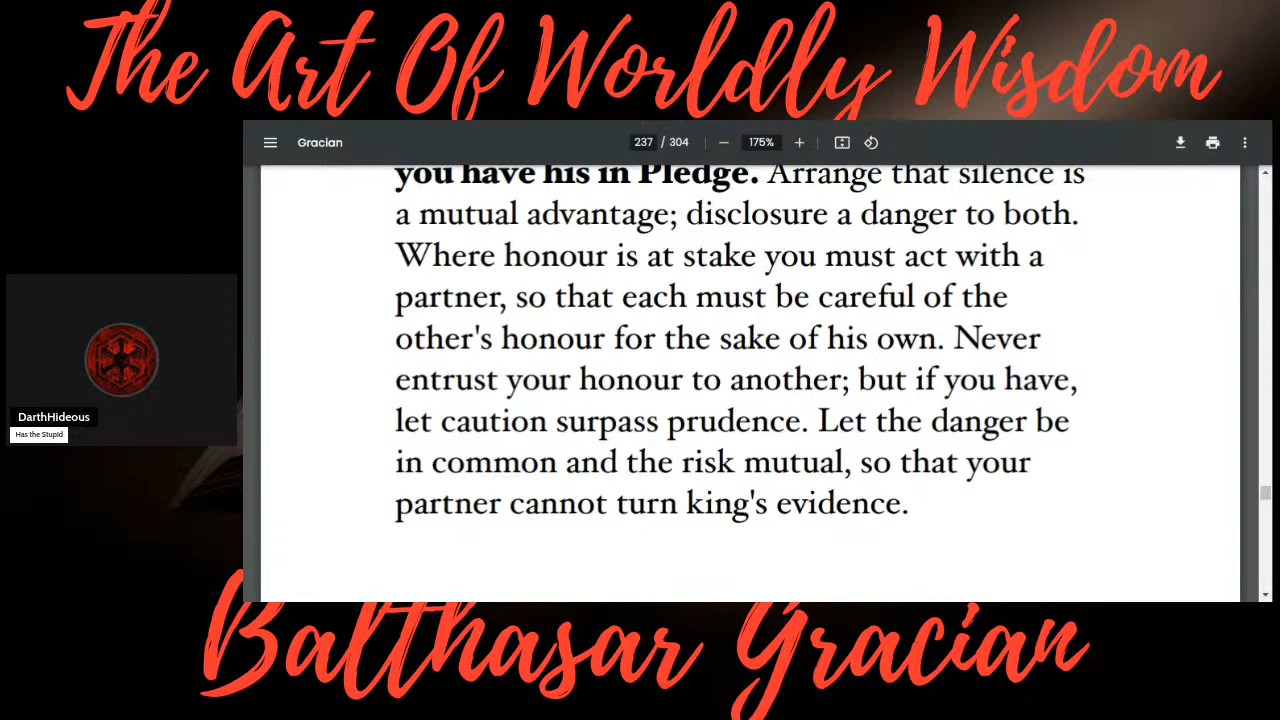 The Art Of Worldly Wisdom
Gracian
237 / 304
175%
you have his in Pledge. Arrange that silence is
a mutual advantage; disclosure a danger to both.
Where honour is at stake you must act with a
partner, so that each must be careful of the
other's honour for the sake of his own. Never
entrust your honour to another; but if you have,
let caution surpass prudence. Let the danger be
in common and the risk mutual, so that your
partner cannot turn king's evidence.
DarthHideous
Has the Stupid
Balthasar Gracian